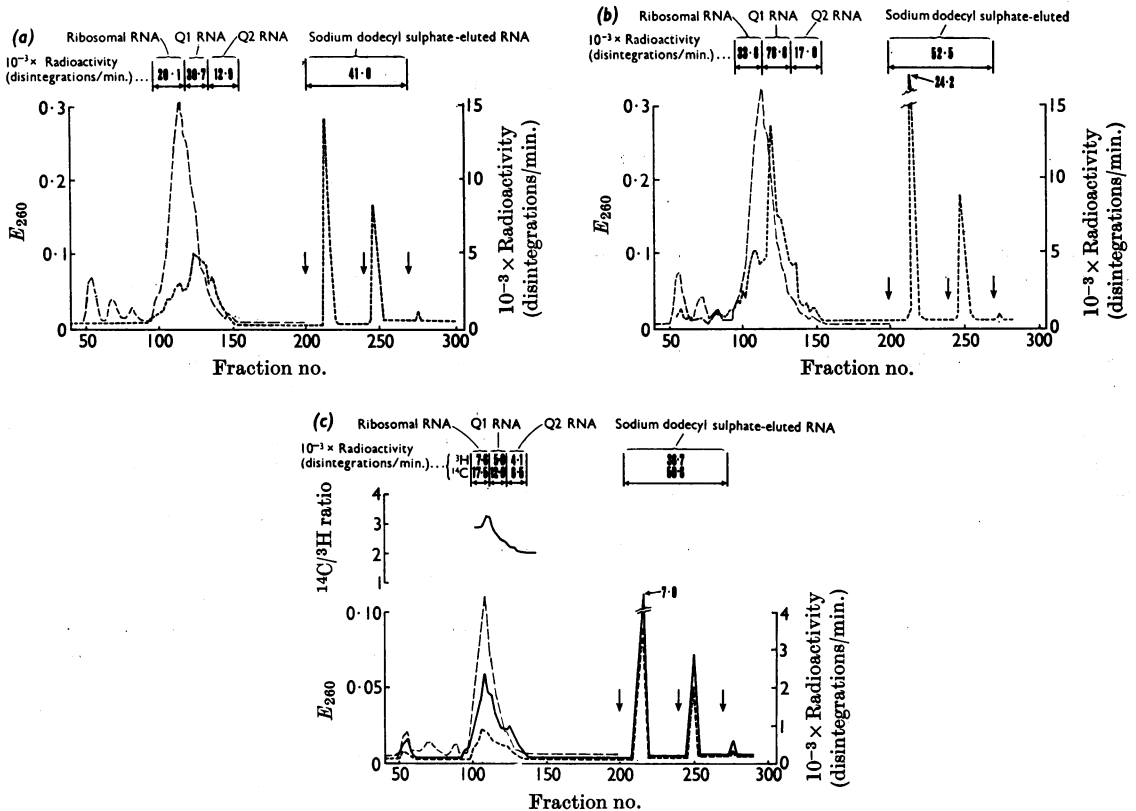 (a)
Ribosomal RNA
Q1 RNA
Q2 RNA
Sodium dodecyl sulphate-eluted RNA
10⁻³× Radioactivity
(disintegrations/min.)...
0·3
0·2
0·1
0
E₂₆₀
15
10
5
0
10⁻³ × Radioactivity
(disintegrations/min.)
50 100 150 200 250 300
Fraction no.
(b)
Ribosomal RNA
Q1 RNA
Q2 RNA
Sodium dodecyl sulphate-eluted
10⁻³× Radioactivity
(disintegrations/min.)...
52·5
24·2
0·3
0·2
0·1
0
E₂₆₀
15
10
5
0
10⁻³ × Radioactivity
(disintegrations/min.)
50 100 150 200 250 300
Fraction no.
(c)
Ribosomal RNA
Q1 RNA
Q2 RNA
Sodium dodecyl sulphate-eluted RNA
10⁻³ × Radioactivity
(disintegrations/min.)...
³H
¹⁴C
4
3
2
1
¹⁴C/³H ratio
0·10
0·05
0
E₂₆₀
4
3
2
1
0
10⁻³ × Radioactivity
(disintegrations/min.)
50 100 150 200 250 300
Fraction no.